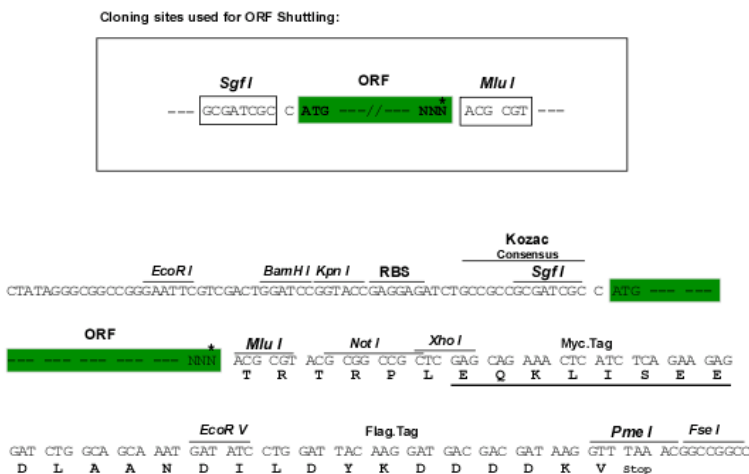 Cloning sites used for ORF Shuttling:
Sgf I ORF Mlu I
--- GCGATCGC C ATG ---//--- NNN* ACG CGT ---
Kozac
Consensus
EcoR I BamH I Kpn I RBS Sgf I
CTATAGGGCGGCCGGGAATTCGTCGACTGGATCCGGTACCGAGGAGATCTGCCGCCGCGATCGC C ATG --- ---
ORF Mlu I Not I Xho I Myc.Tag
--- --- --- --- --- --- NNN* ACG CGT ACG CGG CCG CTC GAG CAG AAA CTC ATC TCA GAA GAG
T R T R P L E Q K L I S E E
EcoR V Flag.Tag Pme I Fse I
GAT CTG GCA GCA AAT GAT ATC CTG GAT TAC AAG GAT GAC GAC GAT AAG GTT TAA ACGGCCGGCC
D L A A N D I L D Y K D D D D K V Stop